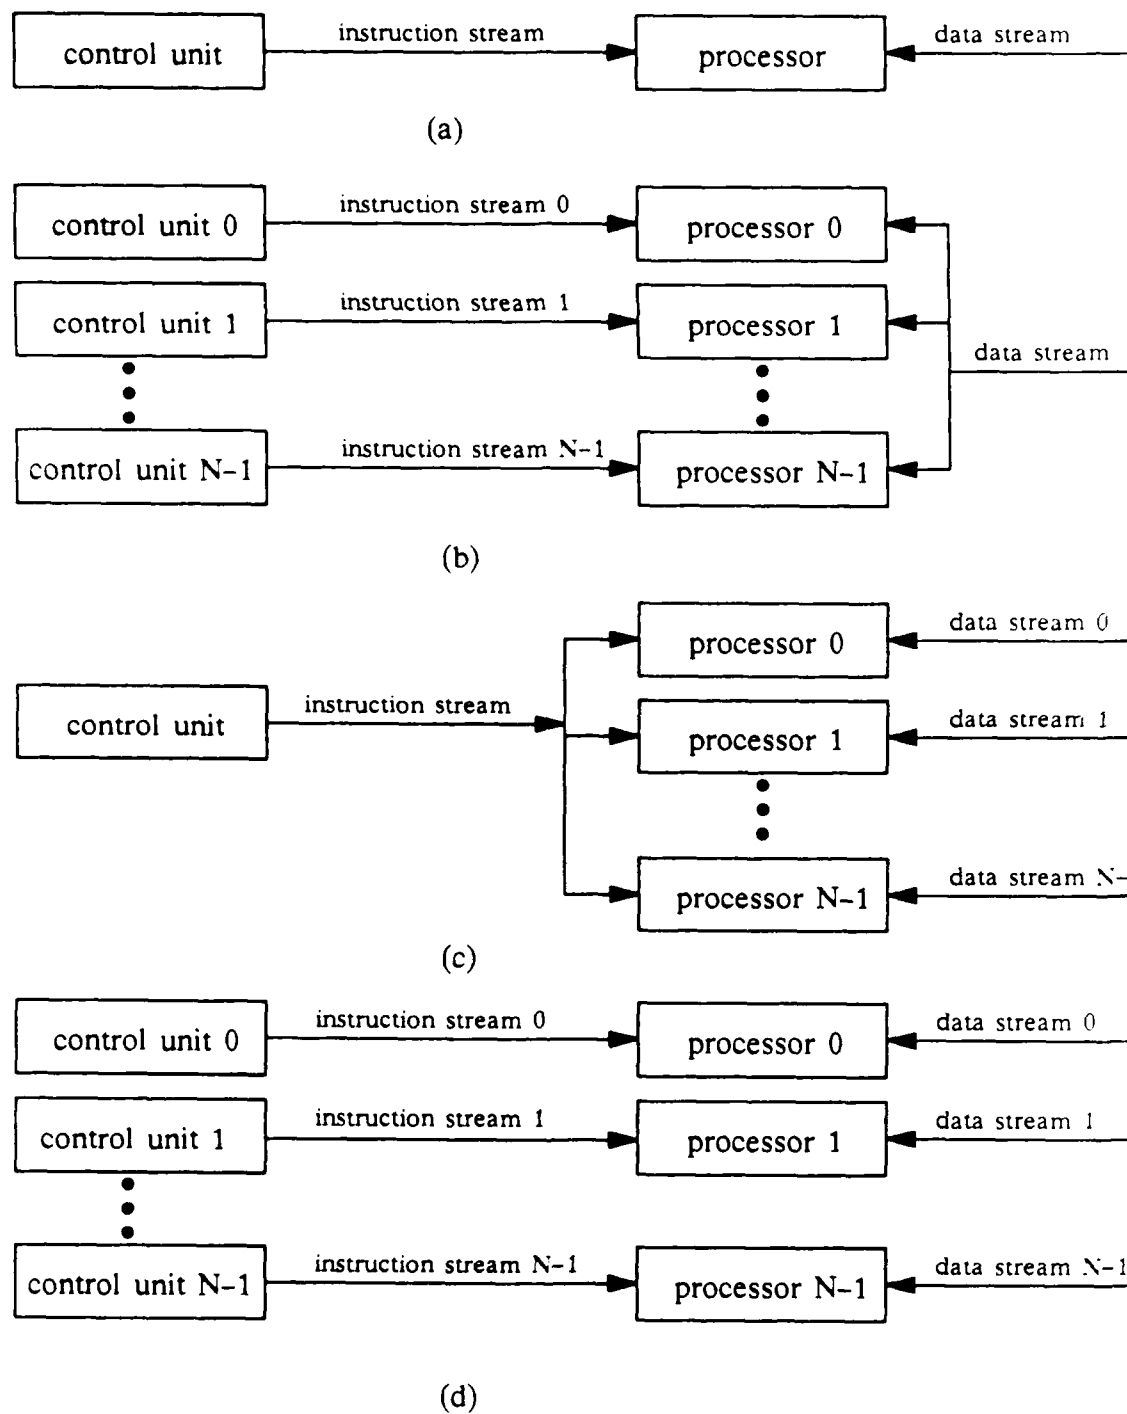 instruction stream
data stream
control unit
processor
(a)
instruction stream 0
control unit 0
processor 0
instruction stream 1
control unit 1
processor 1
data stream
instruction stream N-1
control unit N-1
processor N-1
(b)
data stream 0
processor 0
instruction stream
control unit
data stream 1
processor 1
data stream N-
processor N-1
(c)
instruction stream 0
data stream 0
control unit 0
processor 0
instruction stream 1
data stream 1
control unit 1
processor 1
instruction stream N-1
data stream N-1
control unit N-1
processor N-1
(d)